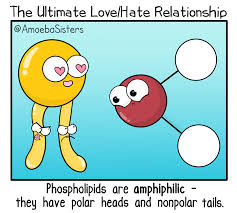 The Ultimate Love/Hate Relationship
@AmoebaSisters
Phospholipids are amphiphilic -
they have polar heads and nonpolar tails.